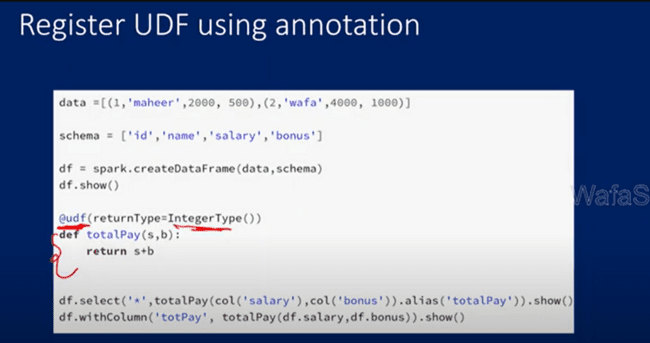 Register UDF using annotation
data =[(1,'maheer',2000, 500),(2,'wafa',4000, 1000)]
schema = ['id','name','salary','bonus']
df = spark.createDataFrame(data,schema)
df.show()
WafaS
@udf(returnType=IntegerType())
def totalPay(s,b):
    return s+b
df.select('*',totalPay(col('salary'),col('bonus')).alias('totalPay')).show()
df.withColumn('totPay', totalPay(df.salary,df.bonus)).show()